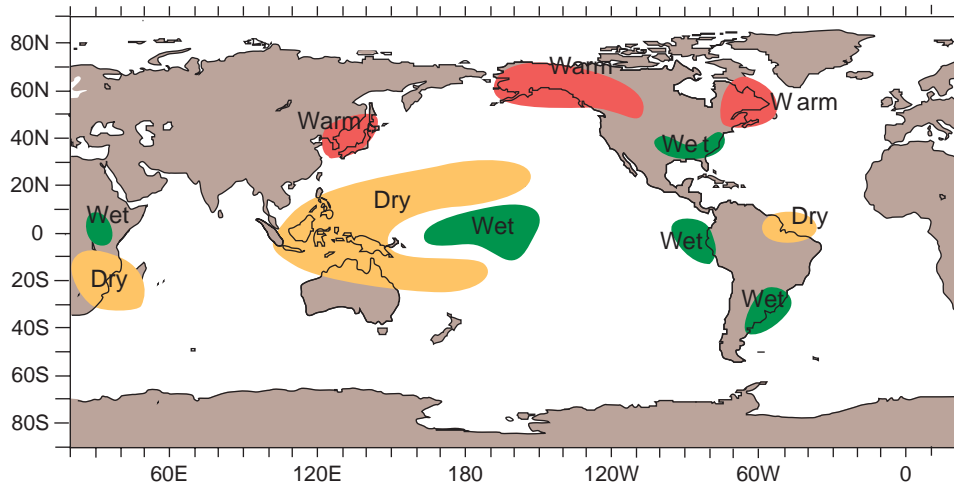 80N
60N
40N
20N
0
20S
40S
60S
80S
Warm
Warm
Warm
Wet
Dry
Wet
Wet
Dry
Wet
Dry
Wet
60E
120E
180
120W
60W
0